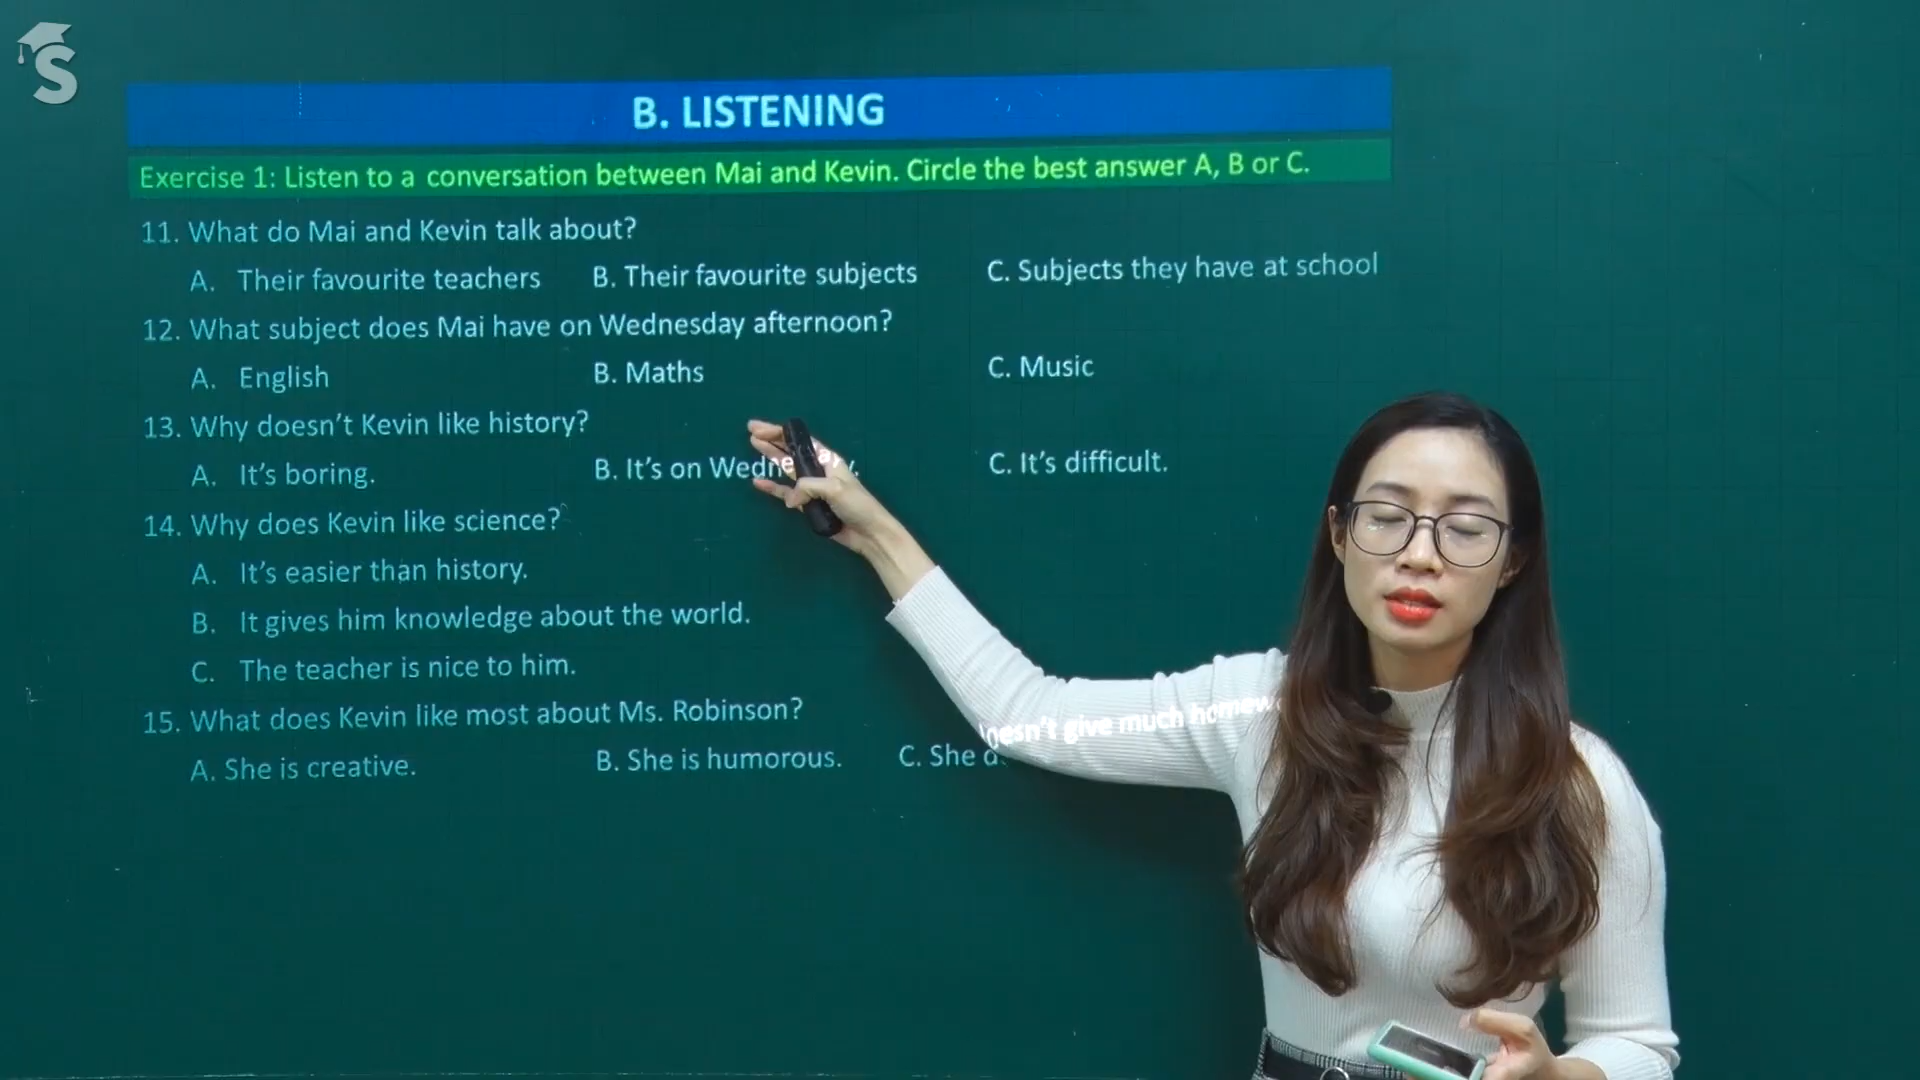 S
B. LISTENING
Exercise 1: Listen to a conversation between Mai and Kevin. Circle the best answer A, B or C.
11. What do Mai and Kevin talk about?
A. Their favourite teachers B. Their favourite subjects C. Subjects they have at school
12. What subject does Mai have on Wednesday afternoon?
A. English B. Maths C. Music
13. Why doesn't Kevin like history?
A. It's boring. B. It's on Wednesday. C. It's difficult.
14. Why does Kevin like science?
A. It's easier than history.
B. It gives him knowledge about the world.
C. The teacher is nice to him.
15. What does Kevin like most about Ms. Robinson?
A. She is creative. B. She is humorous. C. She doesn't give much